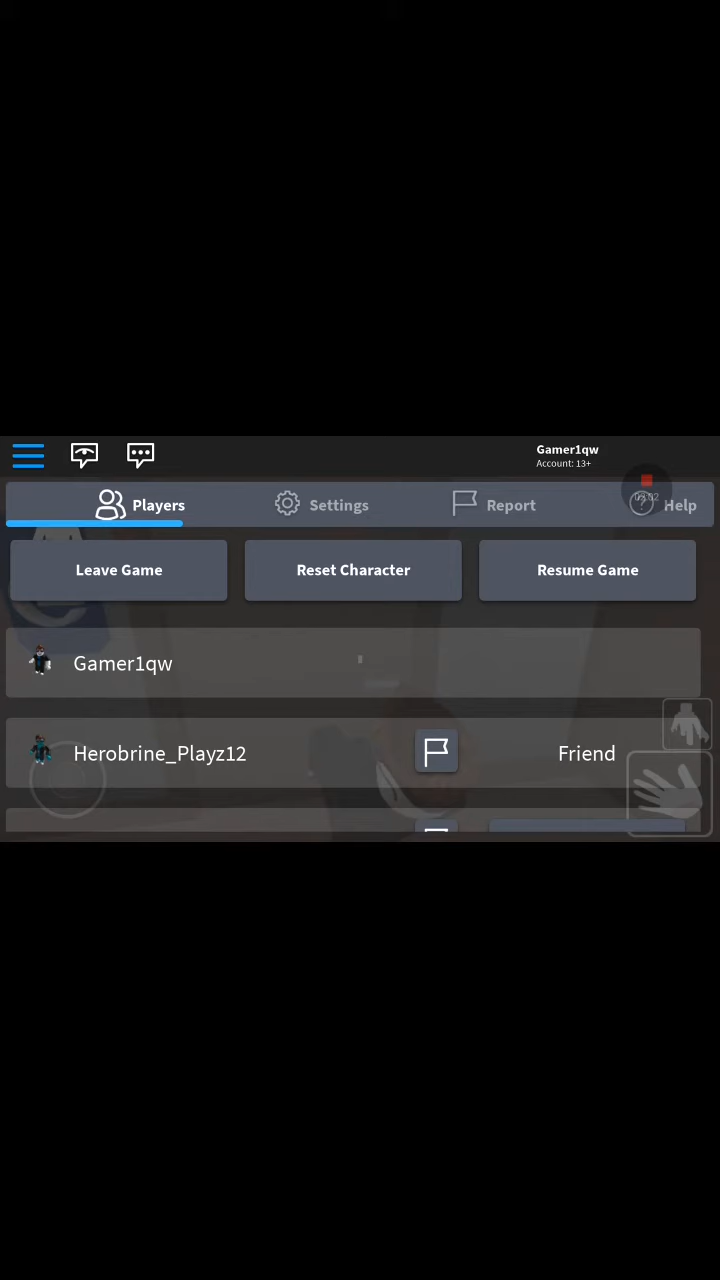 Gamer1qw
Account: 13+
Players
Settings
Report
Help
Leave Game
Reset Character
Resume Game
Gamer1qw
Herobrine_Playz12
Friend